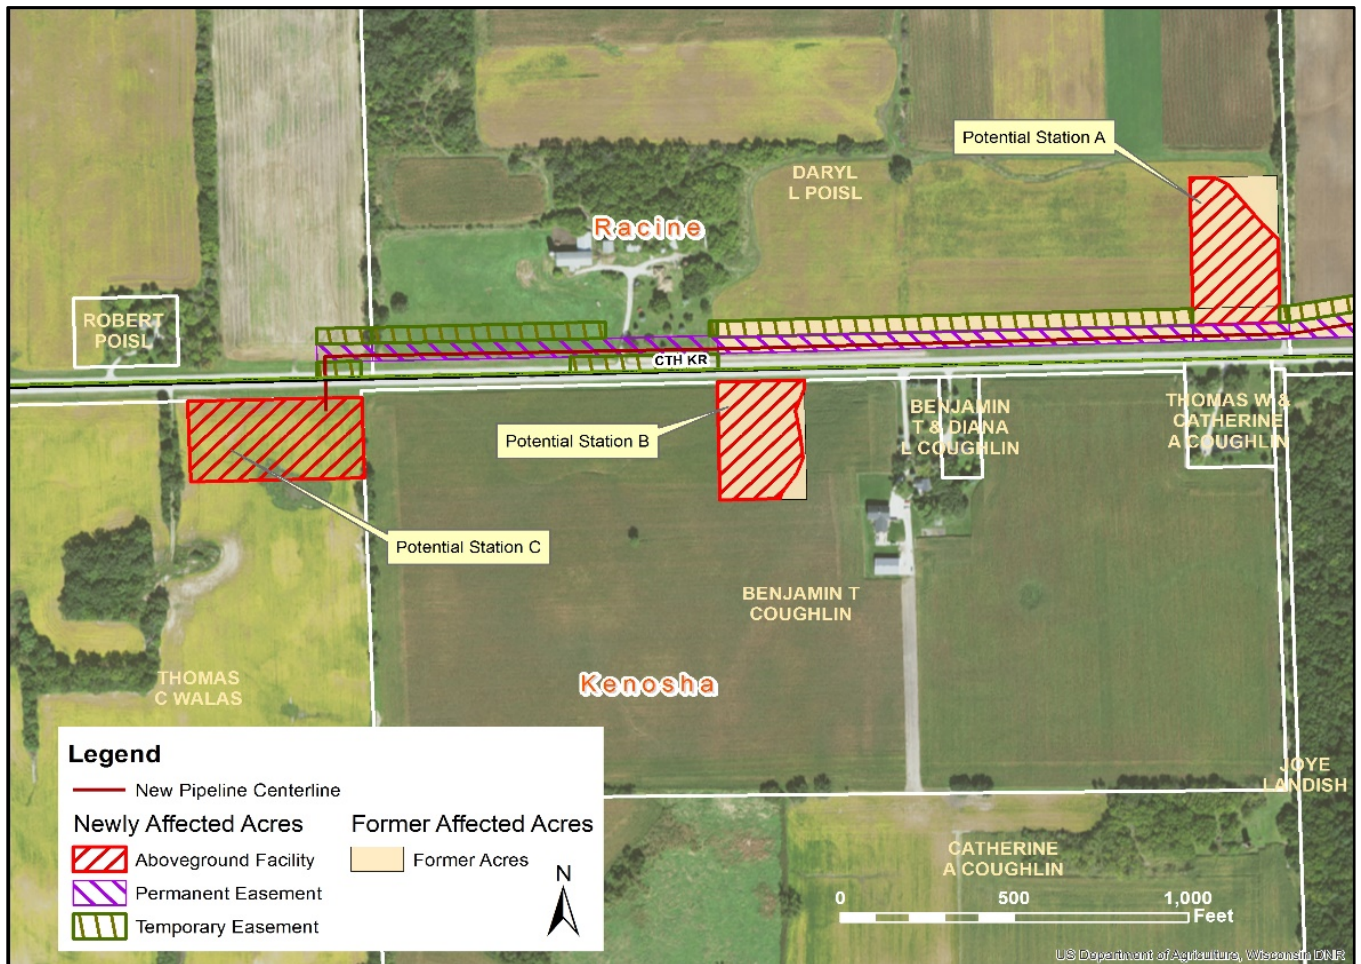 Potential Station A
DARYL
L POISL
Racine
ROBERT
POISL
CTH KR
Potential Station B
BENJAMIN
T & DIANA
L COUGHLIN
THOMAS W &
CATHERINE
A COUGHLIN
Potential Station C
BENJAMIN T
COUGHLIN
THOMAS
C WALAS
Kenosha
JOYE
LANDISH
CATHERINE
A COUGHLIN
Legend
New Pipeline Centerline
Newly Affected Acres
Aboveground Facility
Permanent Easement
Temporary Easement
Former Affected Acres
Former Acres
N
0 500 1,000
Feet
US Department of Agriculture, Wisconsin DNR